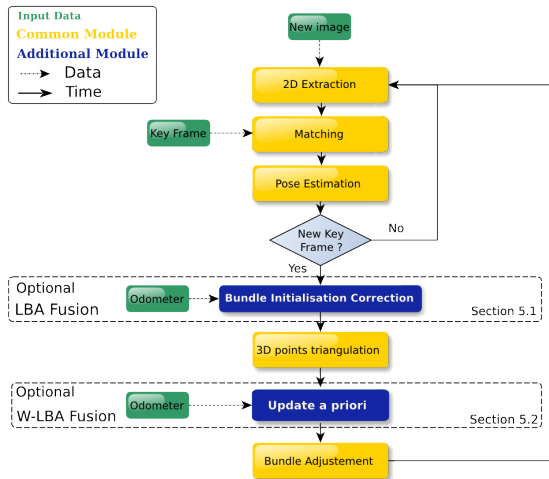 Input Data
Common Module
Additional Module
Data
Time
New image
2D Extraction
Key Frame
Matching
Pose Estimation
New Key
Frame ?
No
Yes
Optional
LBA Fusion
Odometer
Bundle Initialisation Correction
Section 5.1
3D points triangulation
Optional
W-LBA Fusion
Odometer
Update a priori
Section 5.2
Bundle Adjustement